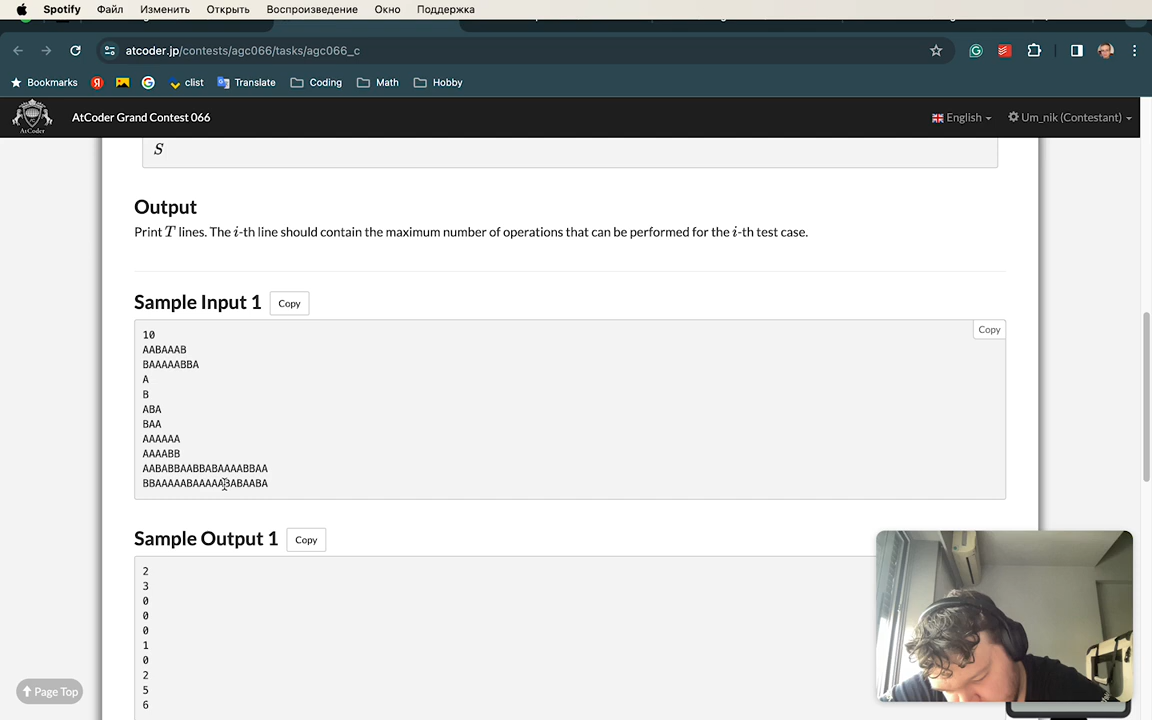 Spotify Файл Изменить Открыть Воспроизведение Окно Поддержка
atcoder.jp/contests/agc066/tasks/agc066_c
Bookmarks Я clist Translate Coding Math Hobby
AtCoder Grand Contest 066 English Um_nik (Contestant)
AtCoder
S
Output
Print T lines. The i-th line should contain the maximum number of operations that can be performed for the i-th test case.
Sample Input 1 Copy
Copy
10
AABAAAB
BAAAAABBA
A
B
ABA
BAA
AAAAAA
AAAABB
AABABBAABBABAAAABBAA
BBAAAAABAAAAABABAABA
Sample Output 1 Copy
2
3
0
0
0
1
0
2
5
6
Page Top